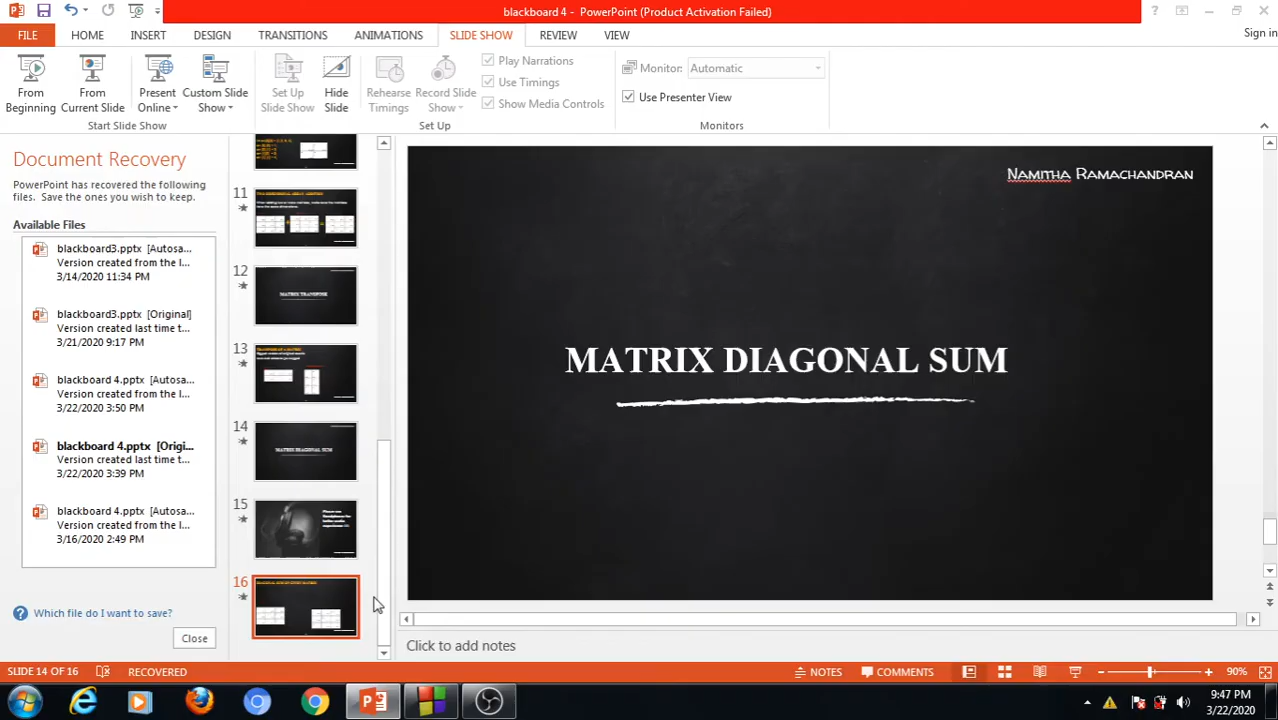 blackboard 4 - PowerPoint (Product Activation Failed)
FILE HOME INSERT DESIGN TRANSITIONS ANIMATIONS SLIDE SHOW REVIEW VIEW
Sign in
From Beginning
From Current Slide
Present Online
Custom Slide Show
Set Up Slide Show
Hide Slide
Rehearse Timings
Record Slide Show
Play Narrations
Use Timings
Show Media Controls
Monitor: Automatic
Use Presenter View
Start Slide Show
Set Up
Monitors
Document Recovery
PowerPoint has recovered the following
files. Save the ones you wish to keep.
Available Files
blackboard3.pptx [Autosa...
Version created from the l...
3/14/2020 11:34 PM
blackboard3.pptx [Original]
Version created last time t...
3/21/2020 9:17 PM
blackboard 4.pptx [Autosa...
Version created from the l...
3/22/2020 3:50 PM
blackboard 4.pptx [Origi...
Version created last time t...
3/22/2020 3:39 PM
blackboard 4.pptx [Autosa...
Version created from the l...
3/16/2020 2:49 PM
Which file do I want to save?
Close
11
12
MATRIX TRANSPOSE
13
14
MATRIX DIAGONAL SUM
15
16
Namitha Ramachandran
MATRIX DIAGONAL SUM
Click to add notes
SLIDE 14 OF 16 RECOVERED
NOTES COMMENTS 90%
9:47 PM
3/22/2020